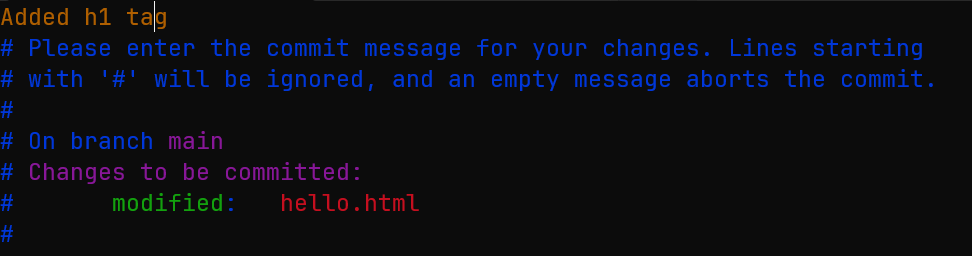 Added h1 tag
# Please enter the commit message for your changes. Lines starting
# with '#' will be ignored, and an empty message aborts the commit.
#
# On branch main
# Changes to be committed:
#       modified:   hello.html
#